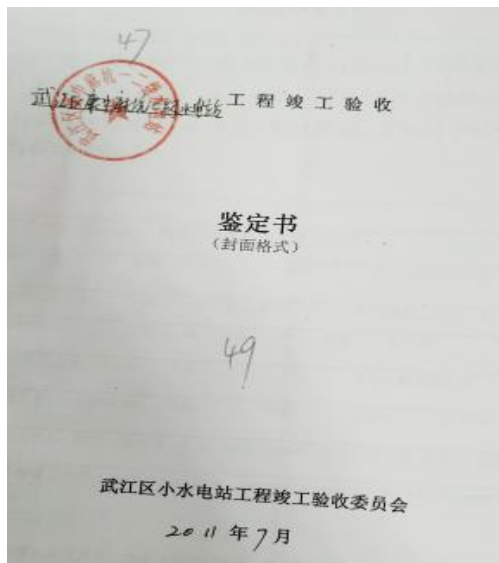 47
武江区 工程竣工验收
鉴定书
(封面格式)
49
武江区小水电站工程竣工验收委员会
2011年7月